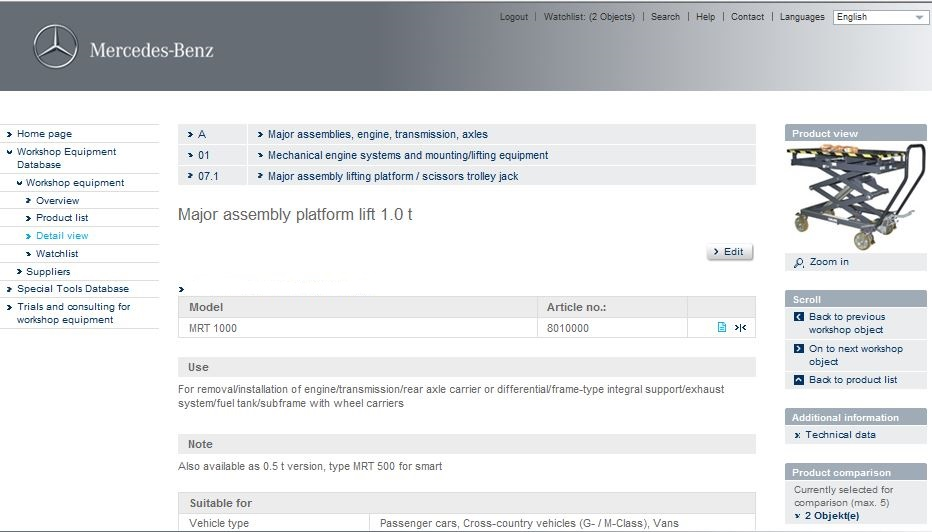 Logout | Watchlist: (2 Objects) | Search | Help | Contact | Languages English
Mercedes-Benz
Home page
Workshop Equipment
Database
Workshop equipment
Overview
Product list
Detail view
Watchlist
Suppliers
Special Tools Database
Trials and consulting for
workshop equipment
A Major assemblies, engine, transmission, axles
01 Mechanical engine systems and mounting/lifting equipment
07.1 Major assembly lifting platform / scissors trolley jack
Major assembly platform lift 1.0 t
Edit
Model Article no.:
MRT 1000 8010000
Use
For removal/installation of engine/transmission/rear axle carrier or differential/frame-type integral support/exhaust
system/fuel tank/subframe with wheel carriers
Note
Also available as 0.5 t version, type MRT 500 for smart
Suitable for
Vehicle type Passenger cars, Cross-country vehicles (G- / M-Class), Vans
Product view
Zoom in
Scroll
Back to previous
workshop object
On to next workshop
object
Back to product list
Additional information
Technical data
Product comparison
Currently selected for
comparison (max. 5)
2 Objekt(e)